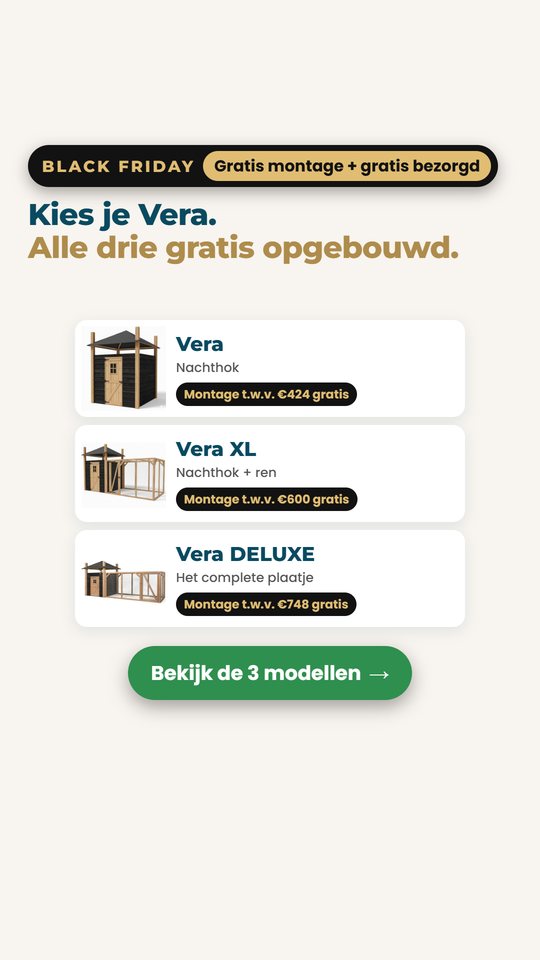 BLACK FRIDAY Gratis montage + gratis bezorgd
Kies je Vera.
Alle drie gratis opgebouwd.
Vera
Nachthok
Montage t.w.v. €424 gratis
Vera XL
Nachthok + ren
Montage t.w.v. €600 gratis
Vera DELUXE
Het complete plaatje
Montage t.w.v. €748 gratis
Bekijk de 3 modellen →